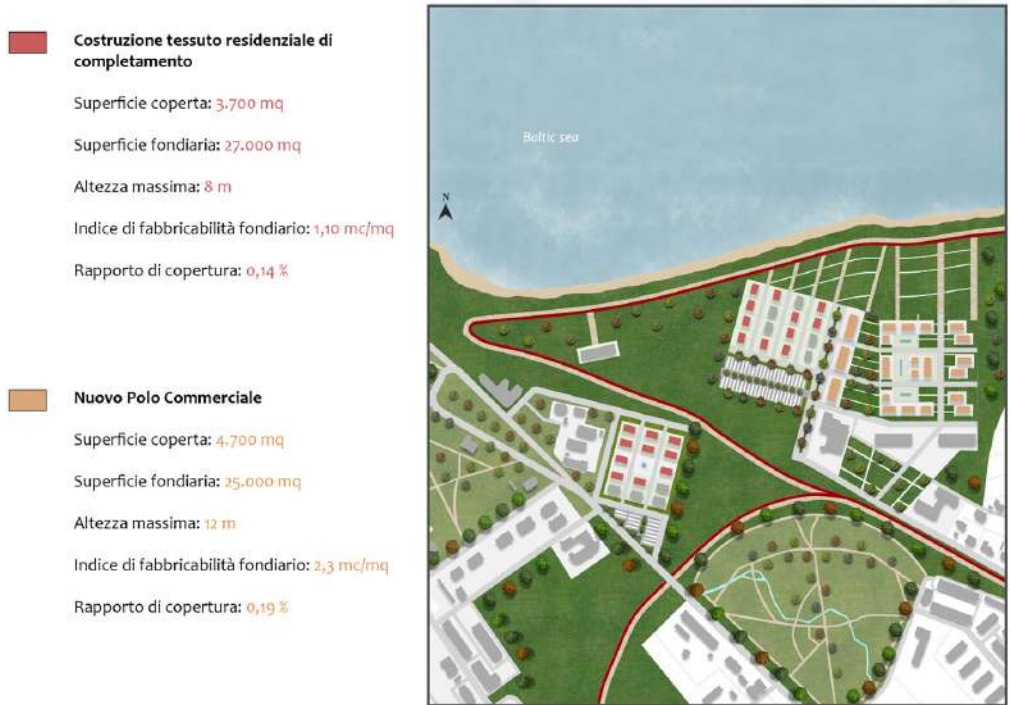 Costruzione tessuto residenziale di
completamento
Superficie coperta: 3.700 mq
Superficie fondiaria: 27.000 mq
Altezza massima: 8 m
Indice di fabbricabilità fondiario: 1,10 mc/mq
Rapporto di copertura: 0,14 %
Nuovo Polo Commerciale
Superficie coperta: 4.700 mq
Superficie fondiaria: 25.000 mq
Altezza massima: 12 m
Indice di fabbricabilità fondiario: 2,3 mc/mq
Rapporto di copertura: 0,19 %
Baltic sea
N